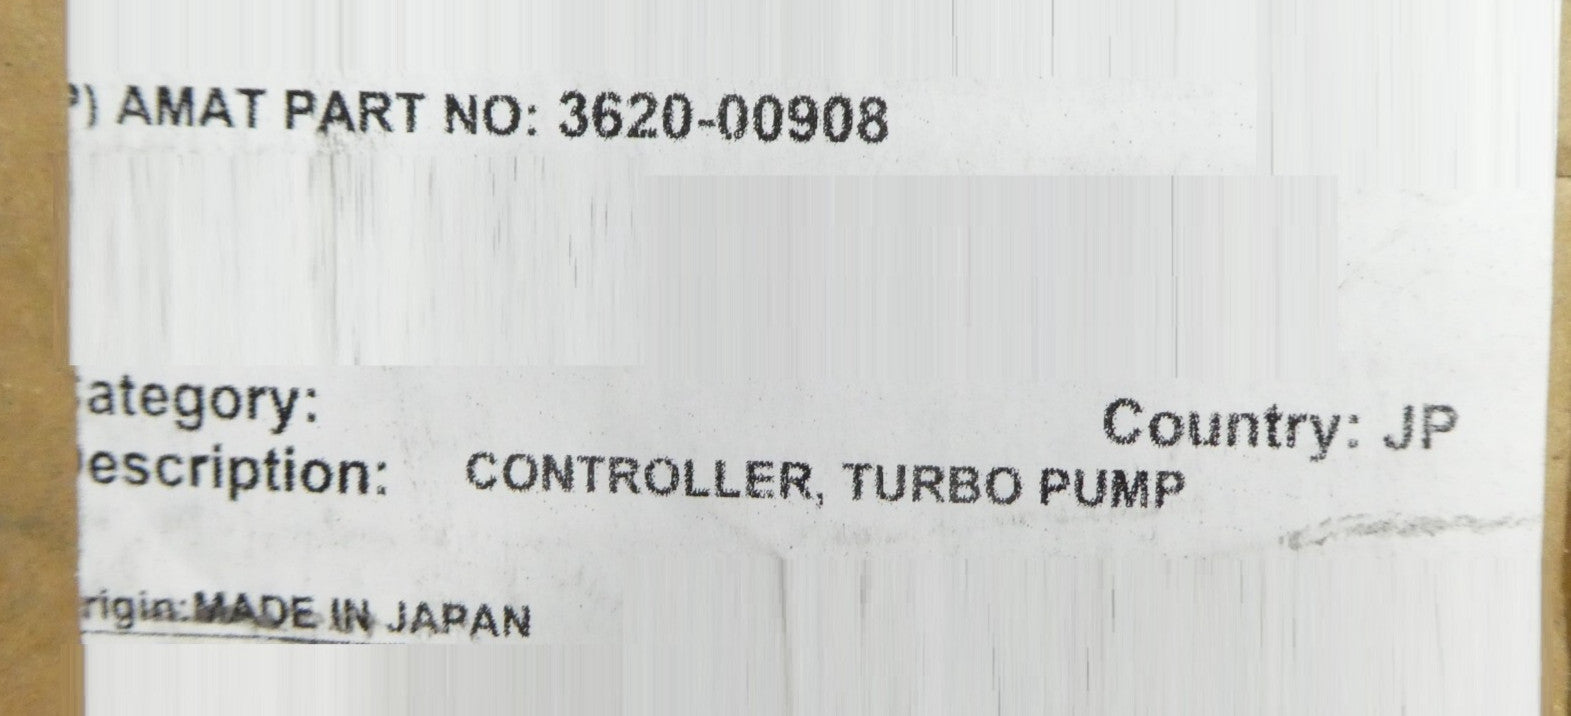 P) AMAT PART NO: 3620-00908
ategory:
Country: JP
escription: CONTROLLER, TURBO PUMP
rigin:MADE IN JAPAN